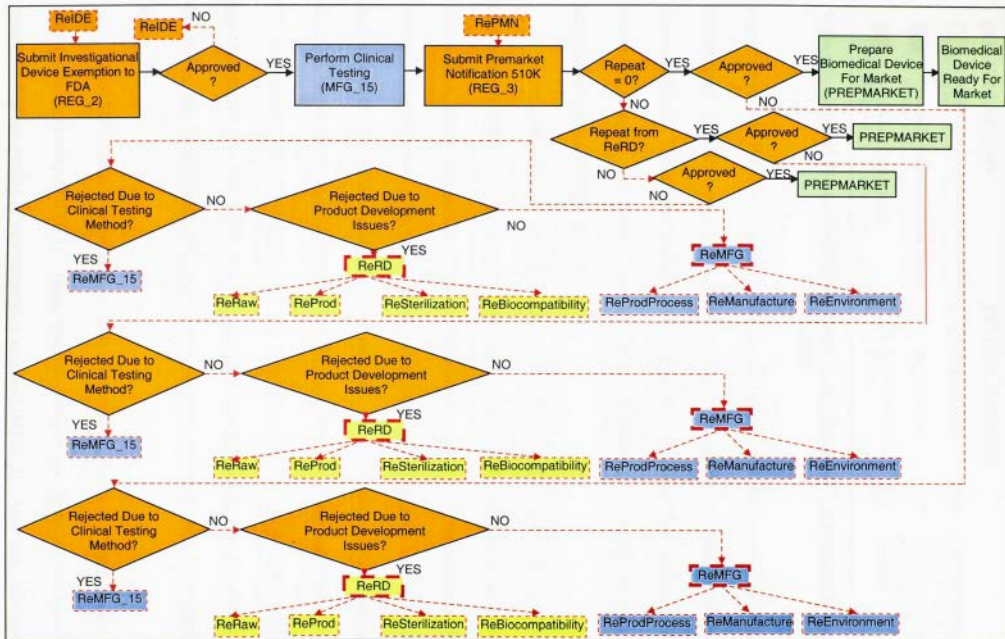 ReIDE
ReIDE
NO
RePMN
Submit Investigational
Device Exemption to
FDA
(REG_2)
Approved
?
YES
Perform Clinical
Testing
(MFG_15)
Submit Premarket
Notification 510K
(REG_3)
Repeat
= 0?
YES
Approved
?
YES
Prepare
Biomedical Device
For Market
(PREPMARKET)
Biomedical
Device
Ready For
Market
NO
NO
Repeat from
ReRD?
YES
Approved
?
YES
PREPMARKET
NO
NO
NO
Approved
?
YES
PREPMARKET
Rejected Due to
Clinical Testing
Method?
NO
Rejected Due to
Product Development
Issues?
NO
YES
ReMFG_15
YES
ReRD
ReMFG
ReRaw
ReProd
ReSterilization
ReBiocompatibility
ReProdProcess
ReManufacture
ReEnvironment
Rejected Due to
Clinical Testing
Method?
NO
Rejected Due to
Product Development
Issues?
NO
YES
ReMFG_15
YES
ReRD
ReMFG
ReRaw
ReProd
ReSterilization
ReBiocompatibility
ReProdProcess
ReManufacture
ReEnvironment
Rejected Due to
Clinical Testing
Method?
NO
Rejected Due to
Product Development
Issues?
NO
YES
ReMFG_15
YES
ReRD
ReMFG
ReRaw
ReProd
ReSterilization
ReBiocompatibility
ReProdProcess
ReManufacture
ReEnvironment